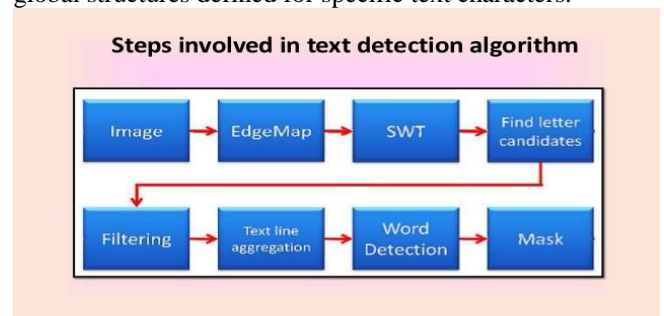 global structures defined for specific text characters.
Steps involved in text detection algorithm
Image
EdgeMap
SWT
Find letter
candidates
Filtering
Text line
aggregation
Word
Detection
Mask